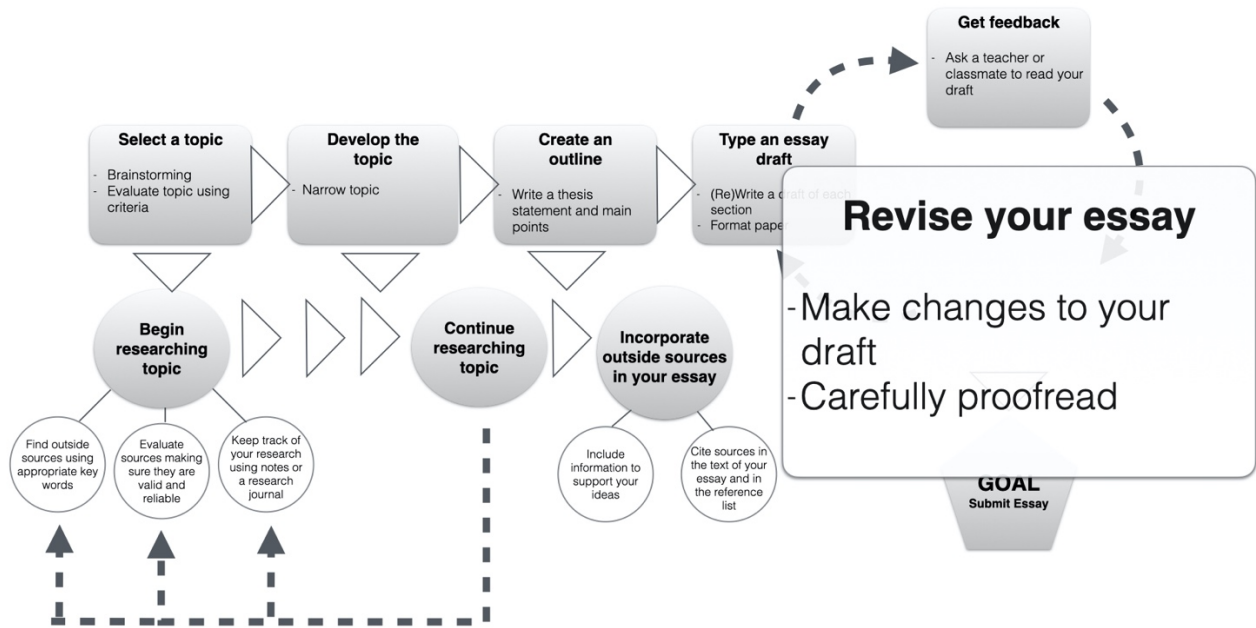 Get feedback
- Ask a teacher or
classmate to read your
draft
Select a topic
- Brainstorming
- Evaluate topic using
criteria
Develop the
topic
- Narrow topic
Create an
outline
- Write a thesis
statement and main
points
Type an essay
draft
- (Re)Write a draft of each
section
- Format paper
Revise your essay
-Make changes to your
draft
-Carefully proofread
Begin
researching
topic
Continue
researching
topic
Incorporate
outside sources
in your essay
Find outside
sources using
appropriate key
words
Evaluate
sources making
sure they are
valid and
reliable
Keep track of
your research
using notes or
a research
journal
Include
information to
support your
ideas
Cite sources in
the text of your
essay and in
the reference
list
GOAL
Submit Essay